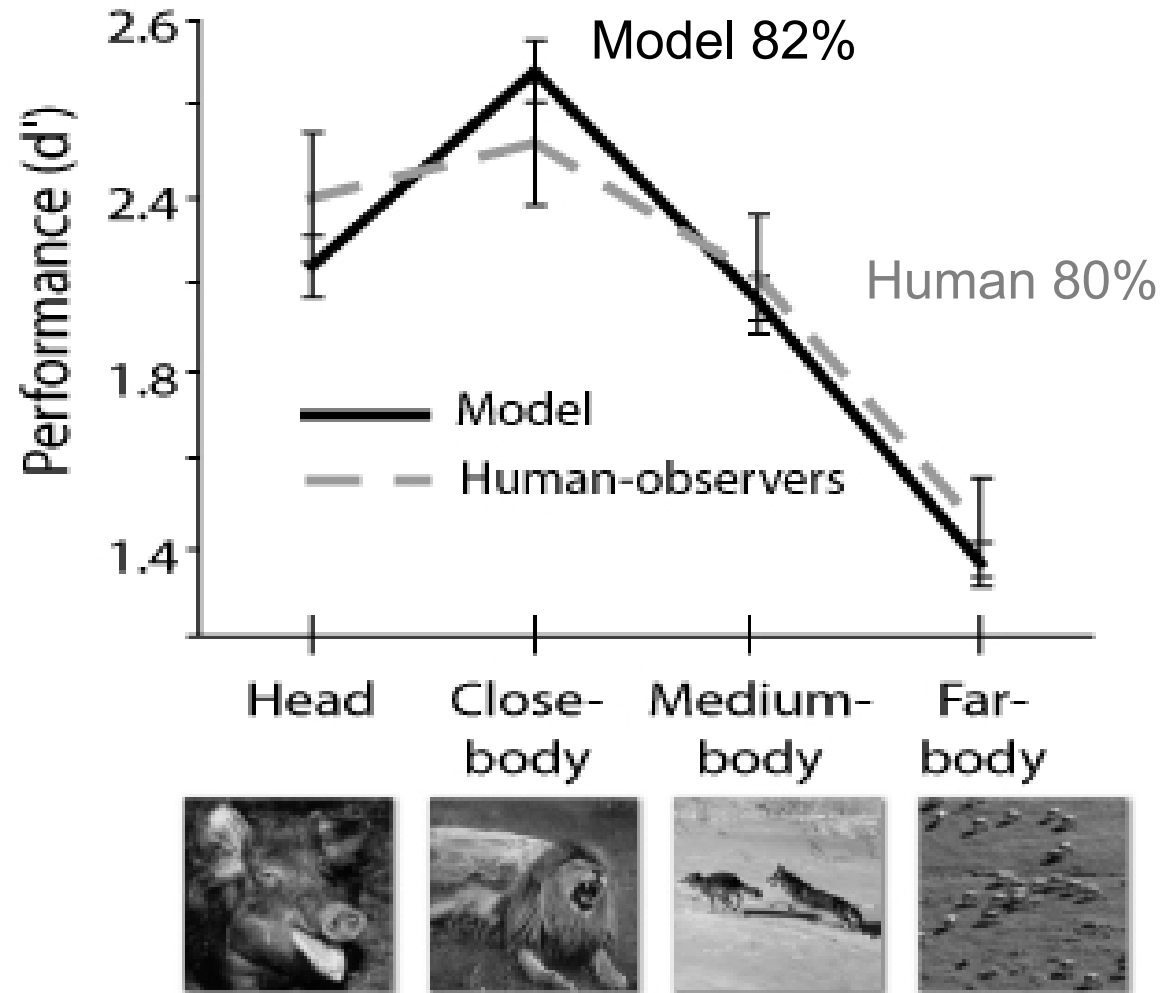 2.6
Model 82%
Performance (d')
2.4
Human 80%
1.8
Model
Human-observers
1.4
Head
Close-
body
Medium-
body
Far-
body